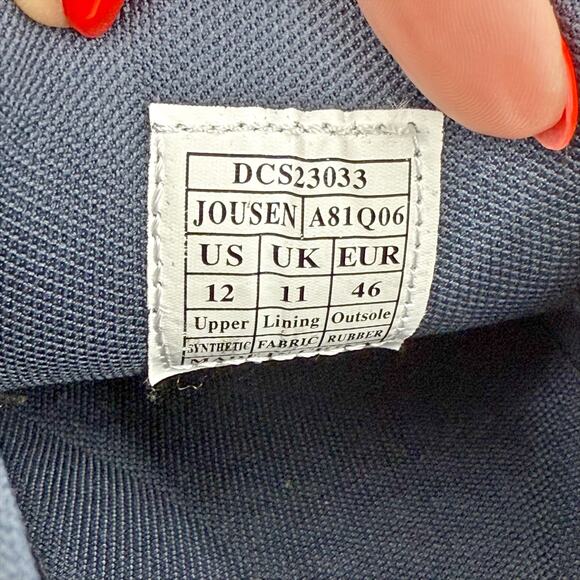 DCS23033
JOUSEN A81Q06
US UK EUR
12 11 46
Upper Lining Outsole
SYNTHETIC FABRIC RUBBER